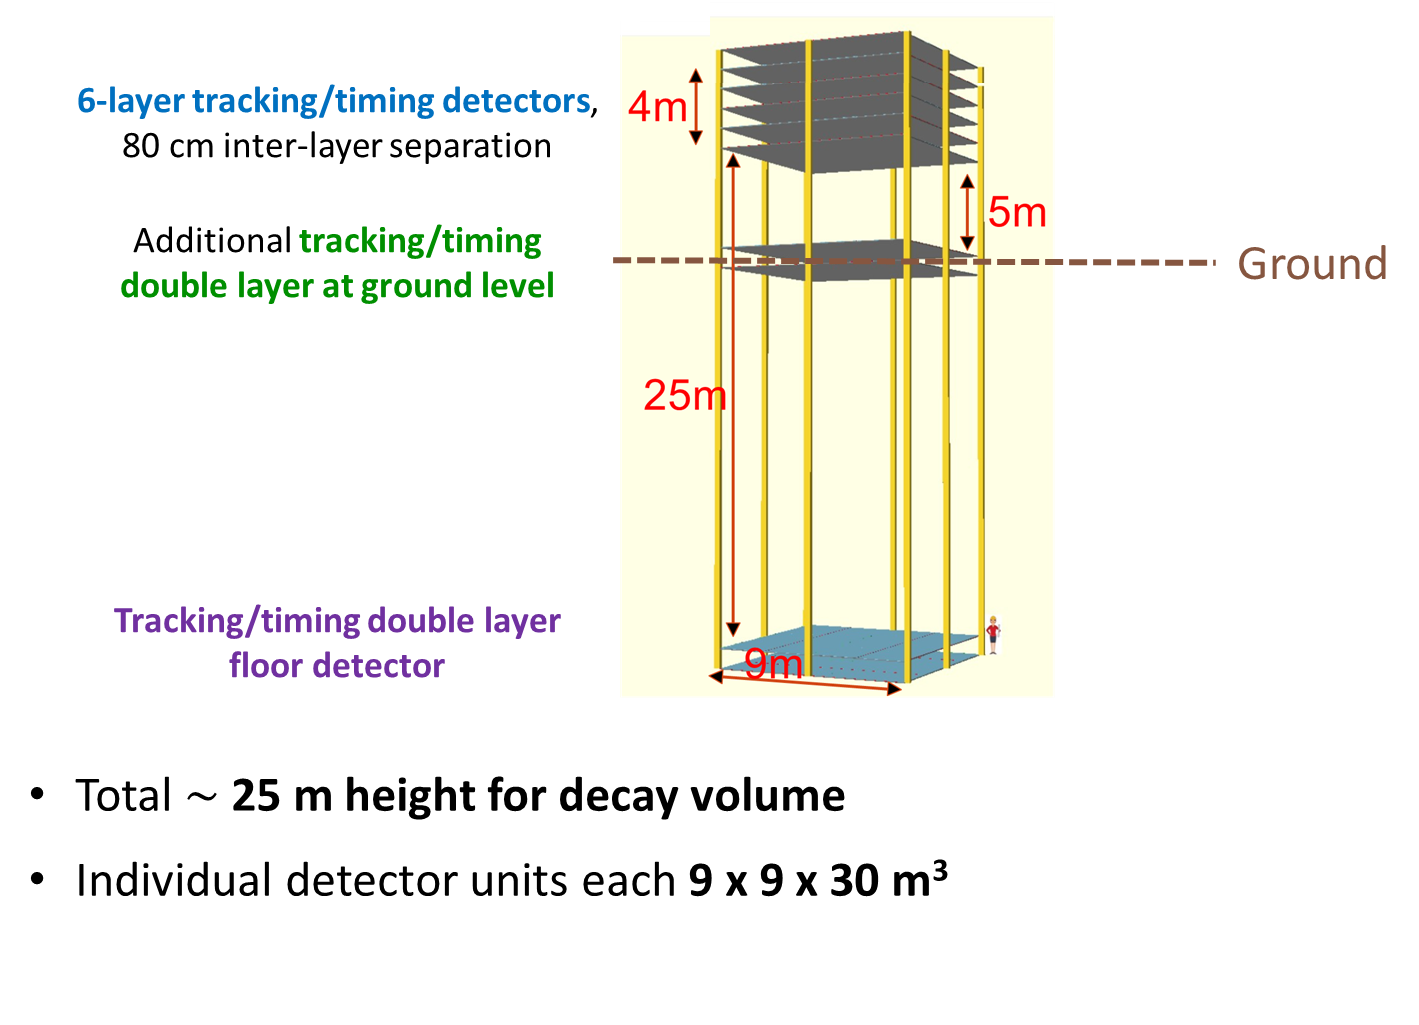 6-layer tracking/timing detectors,
80 cm inter-layer separation
4m
Additional tracking/timing
double layer at ground level
5m
Ground
25m
Tracking/timing double layer
floor detector
9m
• Total ~ 25 m height for decay volume
• Individual detector units each 9 x 9 x 30 m³